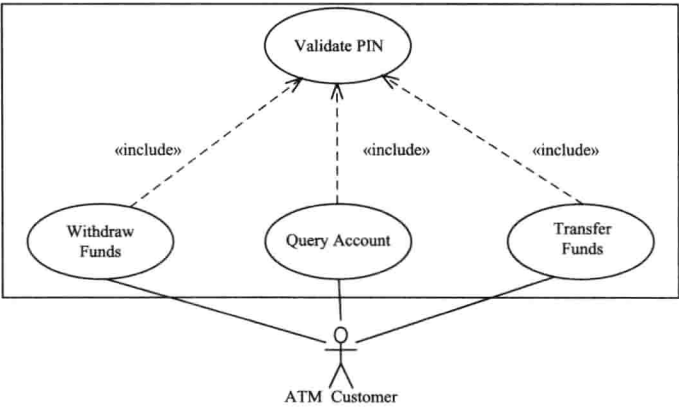 Validate PIN
«include»
«include»
«include»
Withdraw
Funds
Query Account
Transfer
Funds
ATM Customer